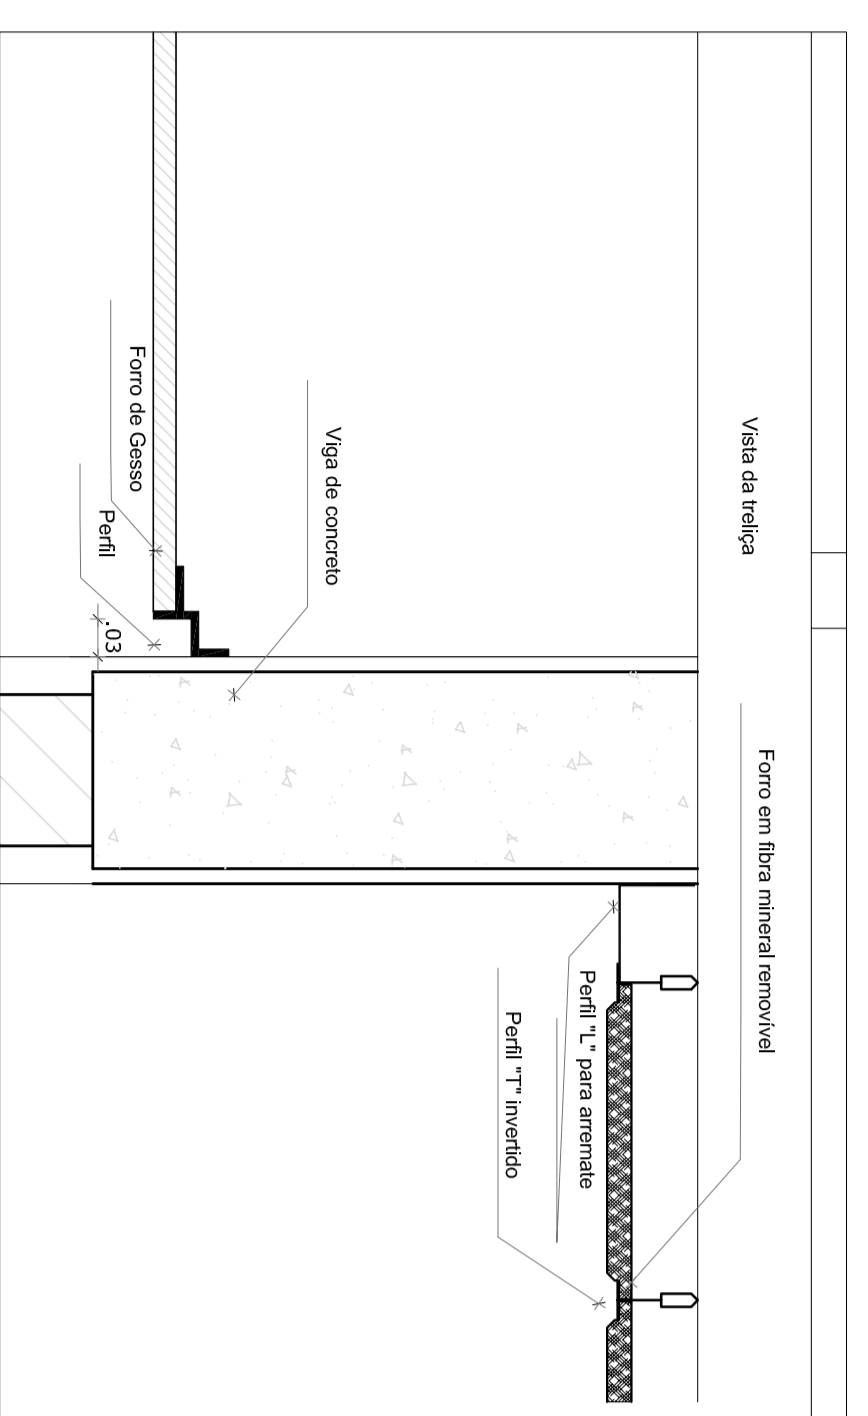 Vista da treliça
Forro em fibra mineral removível
Viga de concreto
Perfil "L" para arremate
Perfil "T" invertido
Forro de Gesso
Perfil
.03